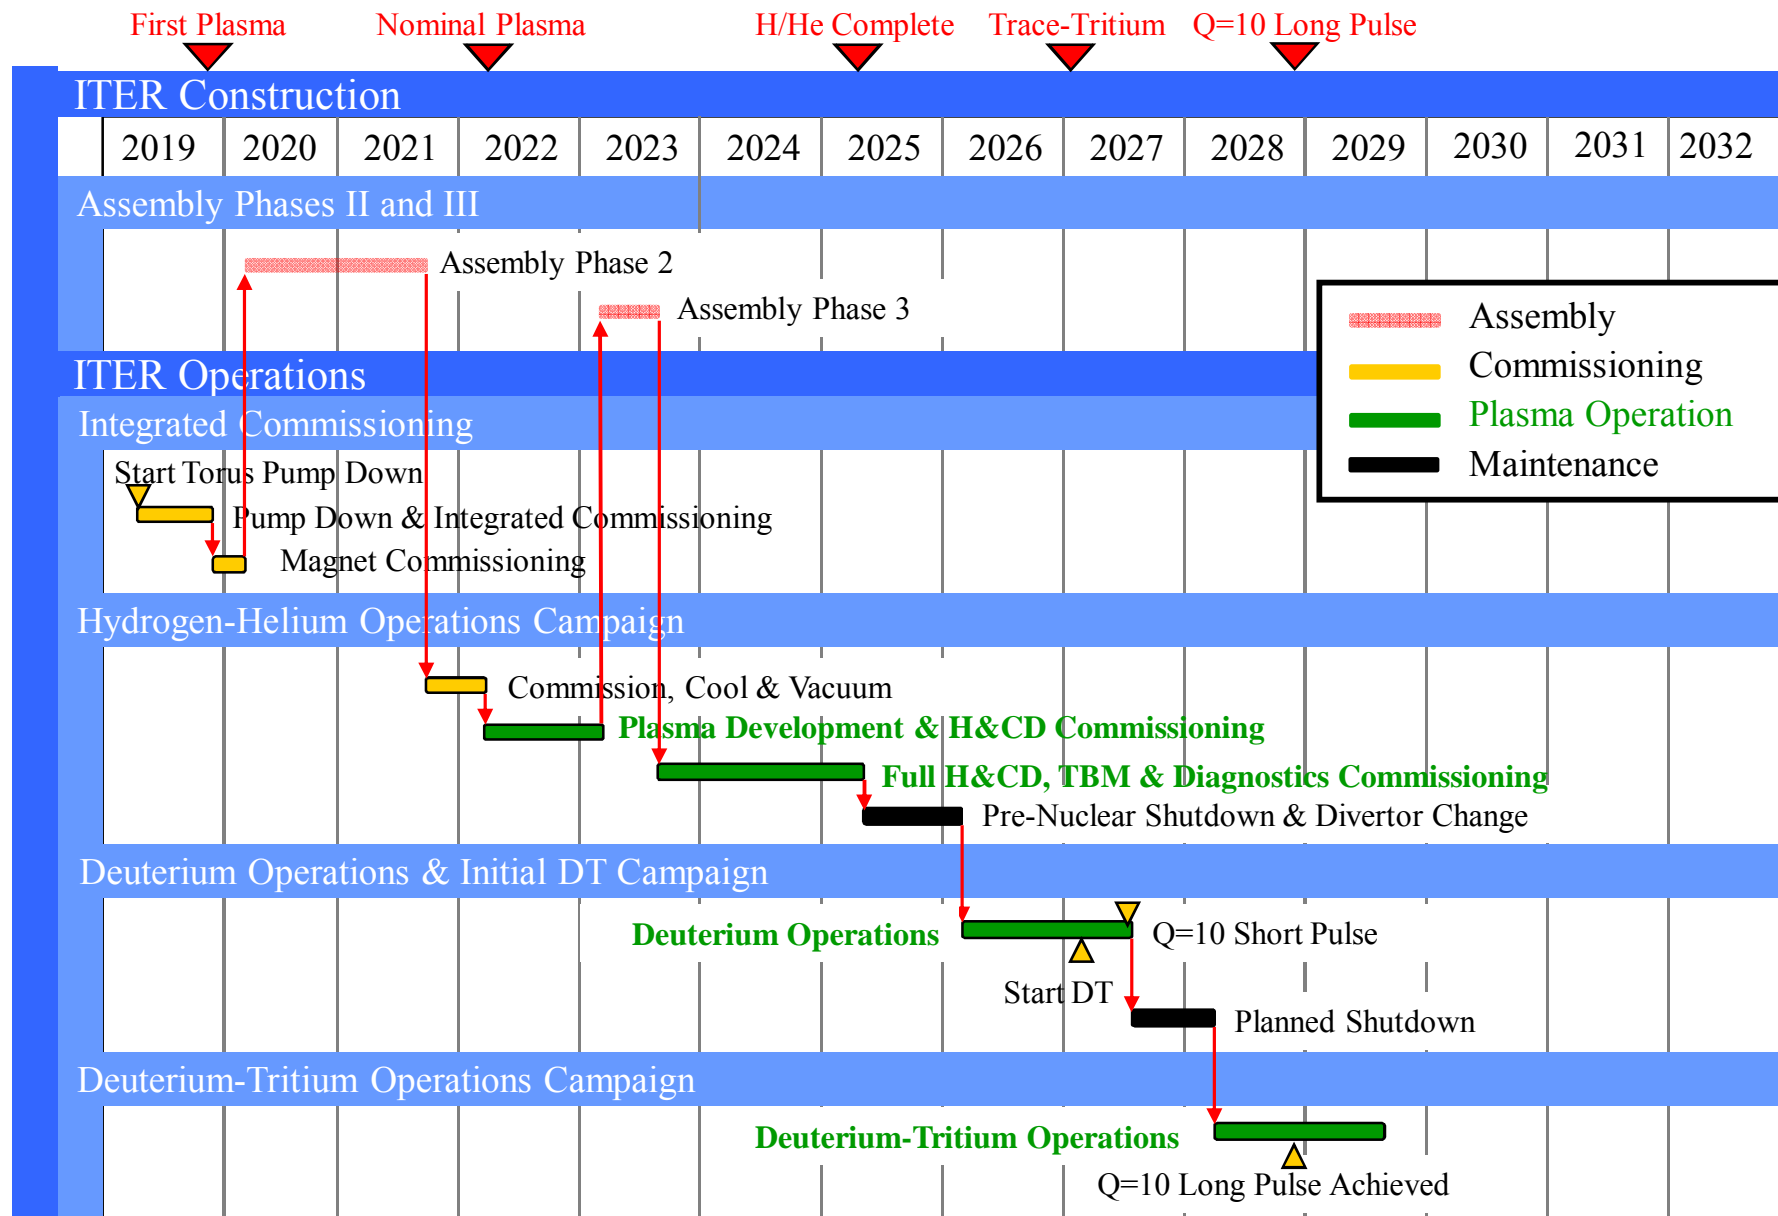 First Plasma Nominal Plasma H/He Complete Trace-Tritium Q=10 Long Pulse
ITER Construction
2019 2020 2021 2022 2023 2024 2025 2026 2027 2028 2029 2030 2031 2032
Assembly Phases II and III
Assembly Phase 2
Assembly Phase 3
Assembly
Commissioning
Plasma Operation
Maintenance
ITER Operations
Integrated Commissioning
Start Torus Pump Down
Pump Down & Integrated Commissioning
Magnet Commissioning
Hydrogen-Helium Operations Campaign
Commission, Cool & Vacuum
Plasma Development & H&CD Commissioning
Full H&CD, TBM & Diagnostics Commissioning
Pre-Nuclear Shutdown & Divertor Change
Deuterium Operations & Initial DT Campaign
Deuterium Operations Q=10 Short Pulse
Start DT
Planned Shutdown
Deuterium-Tritium Operations Campaign
Deuterium-Tritium Operations
Q=10 Long Pulse Achieved